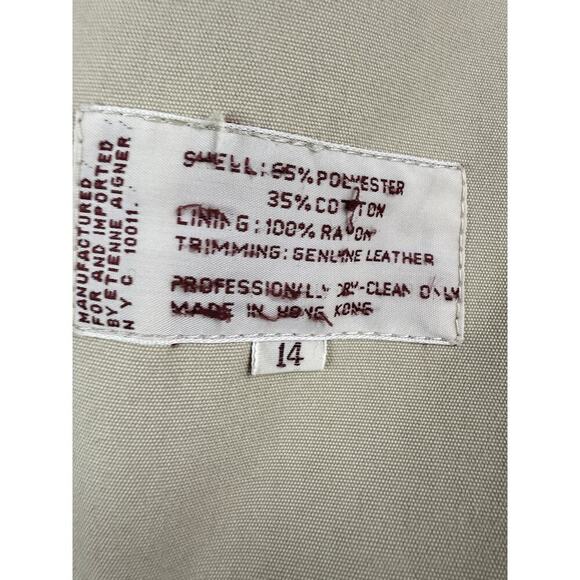 MANUFACTURED
FOR AND IMPORTED
BY ETIENNE AIGNER
N Y C 10011.
SHELL: 65% POLYESTER
35% COTTON
LINING: 100% RAYON
TRIMMING: GENUINE LEATHER
PROFESSIONALLY DRY-CLEAN ONLY
MADE IN HONG KONG
14